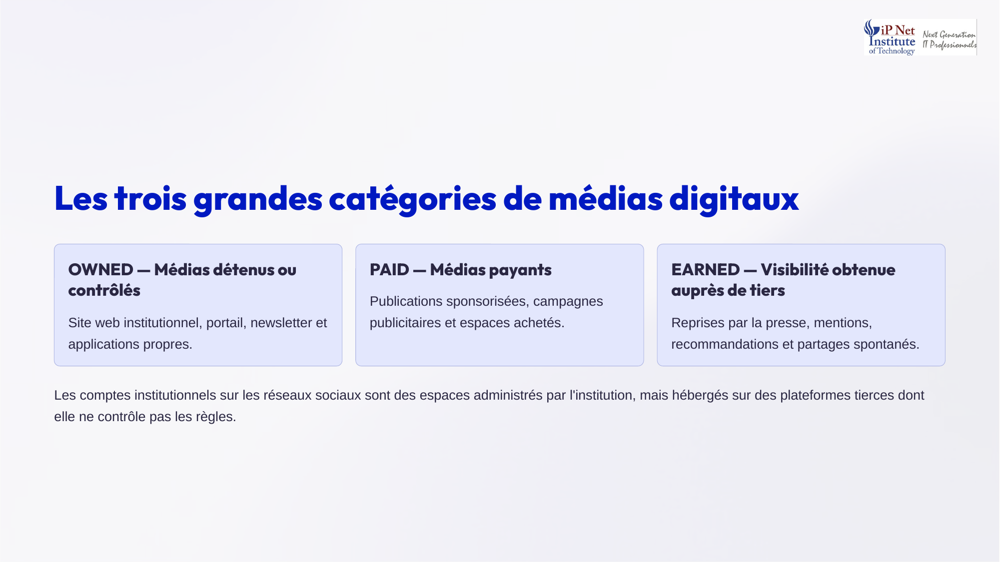 iP Net
Institute
of Technology
Next Generation
IT Professionnels
Les trois grandes catégories de médias digitaux
OWNED — Médias détenus ou
contrôlés
Site web institutionnel, portail, newsletter et
applications propres.
PAID — Médias payants
Publications sponsorisées, campagnes
publicitaires et espaces achetés.
EARNED — Visibilité obtenue
auprès de tiers
Reprises par la presse, mentions,
recommandations et partages spontanés.
Les comptes institutionnels sur les réseaux sociaux sont des espaces administrés par l'institution, mais hébergés sur des plateformes tierces dont
elle ne contrôle pas les règles.